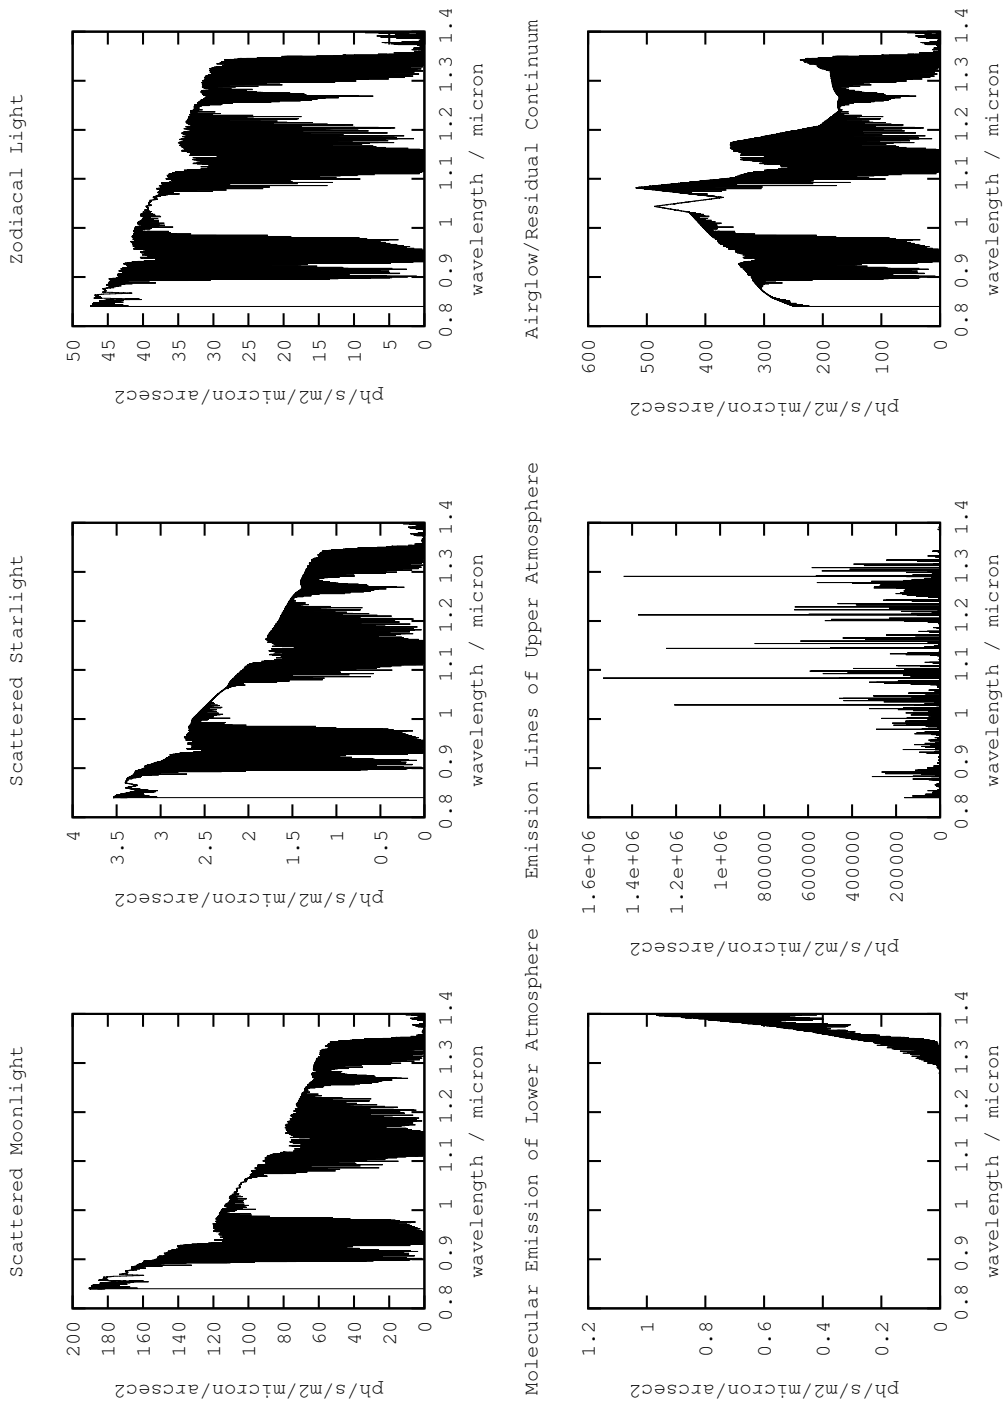 Scattered Moonlight
ph/s/m2/micron/arcsec2
200
180
160
140
120
100
80
60
40
20
0
0.8 0.9 1 1.1 1.2 1.3 1.4
wavelength / micron
Scattered Starlight
ph/s/m2/micron/arcsec2
4
3.5
3
2.5
2
1.5
1
0.5
0
0.8 0.9 1 1.1 1.2 1.3 1.4
wavelength / micron
Zodiacal Light
ph/s/m2/micron/arcsec2
50
45
40
35
30
25
20
15
10
5
0
0.8 0.9 1 1.1 1.2 1.3 1.4
wavelength / micron
Molecular Emission of Lower Atmosphere
ph/s/m2/micron/arcsec2
1.2
1
0.8
0.6
0.4
0.2
0
0.8 0.9 1 1.1 1.2 1.3 1.4
wavelength / micron
Emission Lines of Upper Atmosphere
ph/s/m2/micron/arcsec2
1.6e+06
1.4e+06
1.2e+06
1e+06
800000
600000
400000
200000
0
0.8 0.9 1 1.1 1.2 1.3 1.4
wavelength / micron
Airglow/Residual Continuum
ph/s/m2/micron/arcsec2
600
500
400
300
200
100
0
0.8 0.9 1 1.1 1.2 1.3 1.4
wavelength / micron